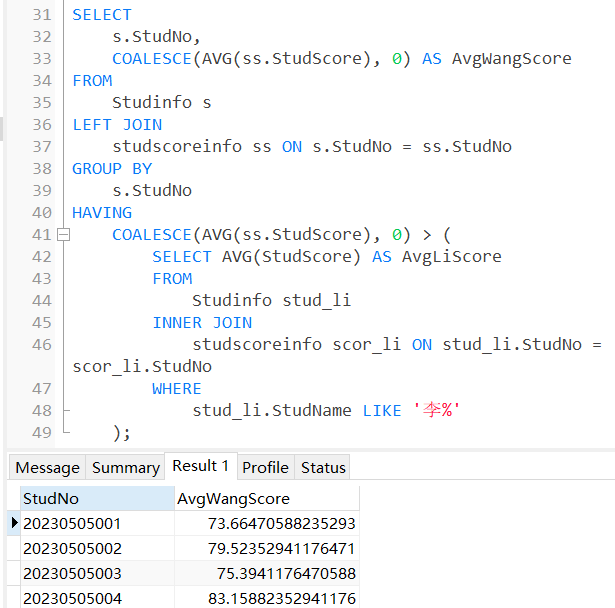 31 SELECT
32     s.StudNo,
33     COALESCE(AVG(ss.StudScore), 0) AS AvgWangScore
34 FROM
35     Studinfo s
36 LEFT JOIN
37     studscoreinfo ss ON s.StudNo = ss.StudNo
38 GROUP BY
39     s.StudNo
40 HAVING
41     COALESCE(AVG(ss.StudScore), 0) > (
42         SELECT AVG(StudScore) AS AvgLiScore
43         FROM
44             Studinfo stud_li
45         INNER JOIN
46             studscoreinfo scor_li ON stud_li.StudNo =
scor_li.StudNo
47         WHERE
48             stud_li.StudName LIKE '李%'
49     );
Message Summary Result 1 Profile Status
StudNo AvgWangScore
20230505001 73.66470588235293
20230505002 79.52352941176471
20230505003 75.3941176470588
20230505004 83.15882352941176